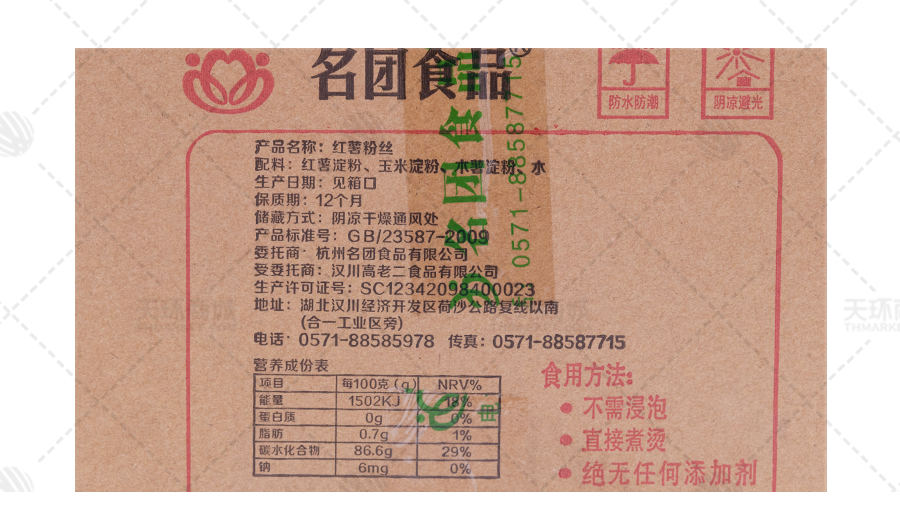 名团食品
防水防潮
阴凉避光
产品名称：红薯粉丝
配料：红薯淀粉、玉米淀粉、木薯淀粉、水
生产日期：见箱口
保质期：12个月
储藏方式：阴凉干燥通风处
产品标准号：GB/23587-2009
委托商：杭州名团食品有限公司
受委托商：汉川高老二食品有限公司
生产许可证号：SC12342098400023
地址：湖北汉川经济开发区荷沙公路复线以南
(合一工业区旁)
电话：0571-88585978 传真：0571-88587715
营养成份表
项目 每100克（g） NRV%
能量 1502KJ 18%
蛋白质 0g 0%
脂肪 0.7g 1%
碳水化合物 86.6g 29%
钠 6mg 0%
食用方法：
● 不需浸泡
● 直接煮烫
● 绝无任何添加剂
名团食品
0571-88587715
电